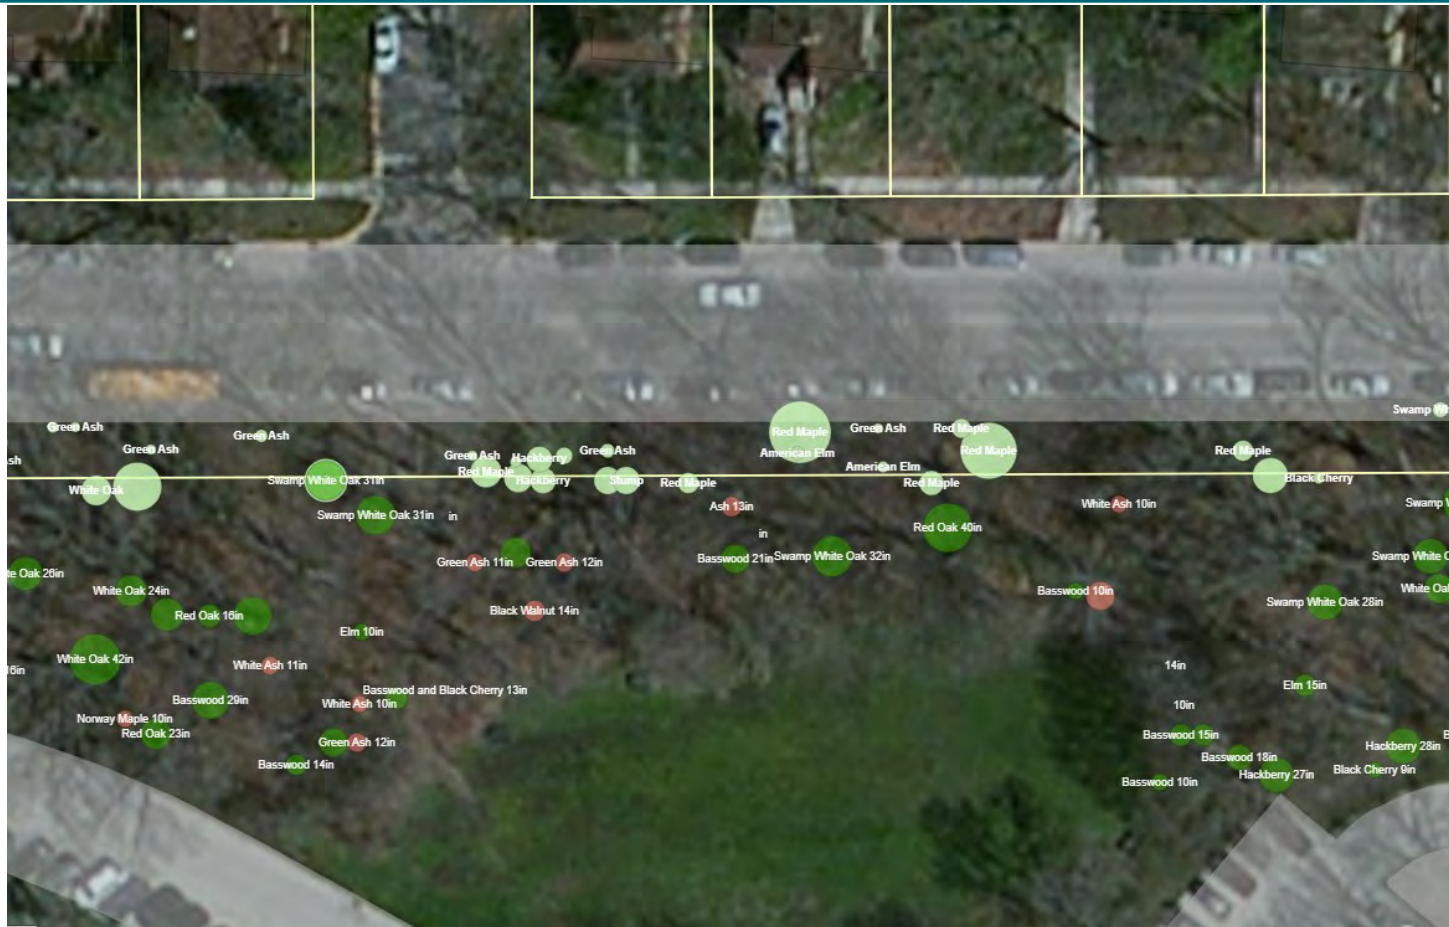 Swamp W
Green Ash
Green Ash
Red Maple
Red Maple
Green Ash
Green Ash
Green Ash
Red Maple
Red Maple
American Elm
Green Ash
Hackberry
sh
American Elm
Red Maple
Swamp White Oak 31in
Hackberry
Stump
Red Maple
Red Maple
Black Cherry
White Oak
Ash 13in
White Ash 10in
Swamp
Swamp White Oak 31in
in
Red Oak 40in
in
Green Ash 11in
Green Ash 12in
Basswood 21in
Swamp White Oak 32in
Swamp White
te Oak 26in
White Oak 24in
Basswood 10in
White Oa
Swamp White Oak 28in
Black Walnut 14in
Red Oak 16in
Elm 10in
White Oak 42in
White Ash 11in
14in
16in
Elm 15in
Basswood and Black Cherry 13in
Basswood 29in
White Ash 10in
10in
Norway Maple 10in
Red Oak 23in
Green Ash 12in
Basswood 15in
B
Hackberry 28in
Basswood 14in
Basswood 18in
Black Cherry 9in
Hackberry 27in
Basswood 10in